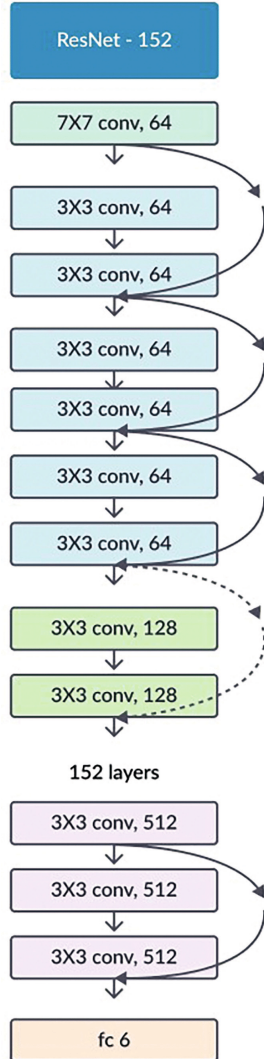 ResNet - 152
7X7 conv, 64
3X3 conv, 64
3X3 conv, 64
3X3 conv, 64
3X3 conv, 64
3X3 conv, 64
3X3 conv, 64
3X3 conv, 128
3X3 conv, 128
152 layers
3X3 conv, 512
3X3 conv, 512
3X3 conv, 512
fc 6